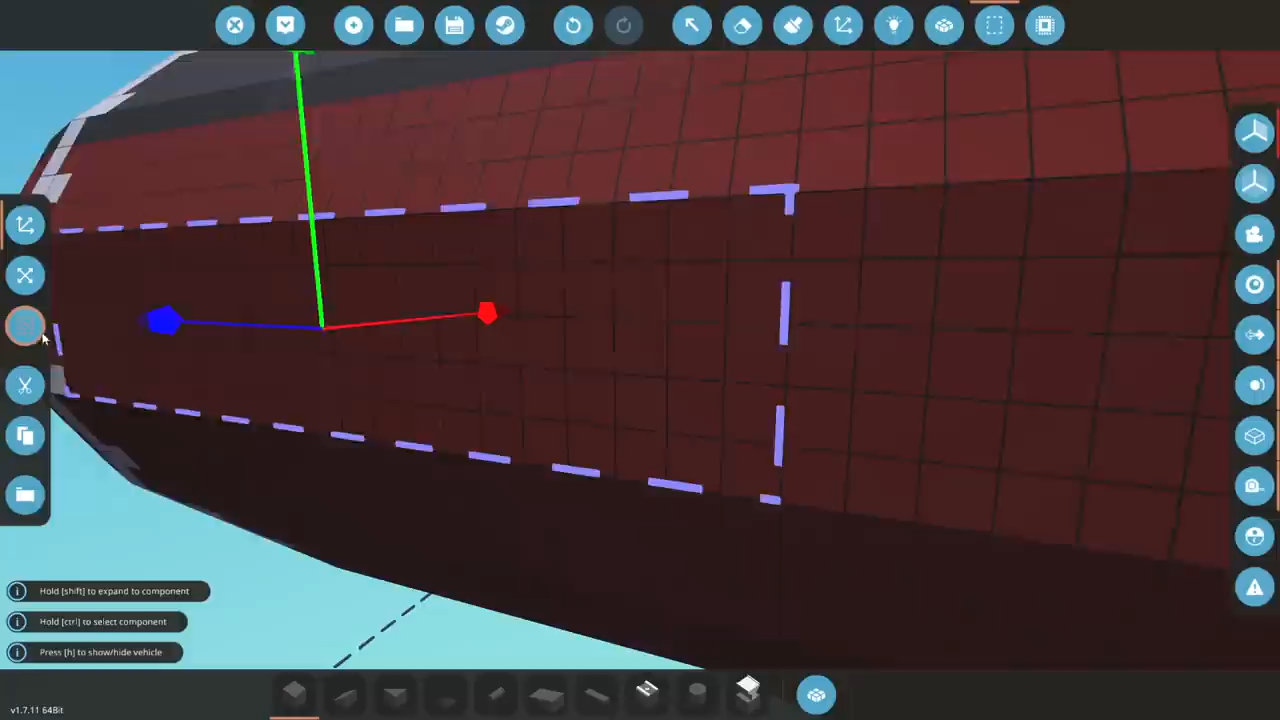 Hold [shift] to expand to component
Hold [ctrl] to select component
Press [h] to show/hide vehicle
v1.7.11 64Bit